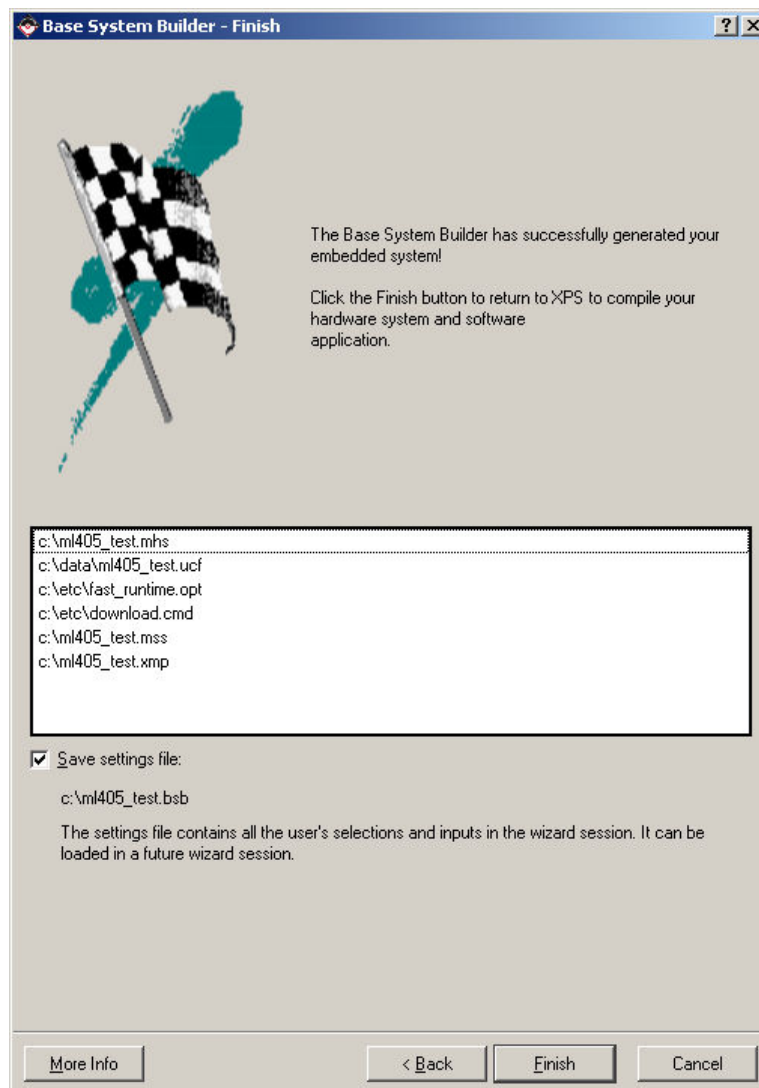 Base System Builder - Finish
The Base System Builder has successfully generated your
embedded system!
Click the Finish button to return to XPS to compile your
hardware system and software
application.
c:\ml405_test.mhs
c:\data\ml405_test.ucf
c:\etc\fast_runtime.opt
c:\etc\download.cmd
c:\ml405_test.mss
c:\ml405_test.xmp
Save settings file:
c:\ml405_test.bsb
The settings file contains all the user's selections and inputs in the wizard session. It can be
loaded in a future wizard session.
More Info
< Back
Finish
Cancel